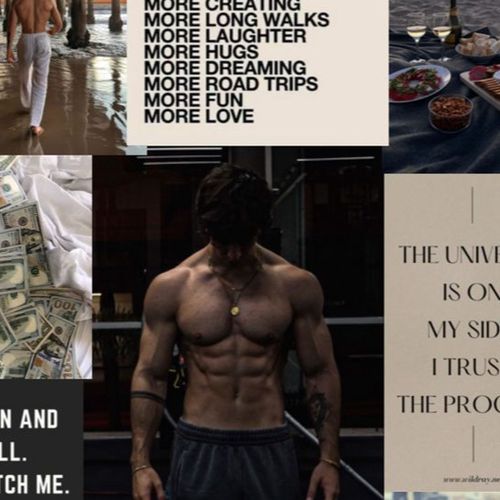 MORE CREATING
MORE LONG WALKS
MORE LAUGHTER
MORE HUGS
MORE DREAMING
MORE ROAD TRIPS
MORE FUN
MORE LOVE
THE UNIVE
IS ON
MY SID
I TRUS
THE PROC
N AND
LL.
TCH ME.